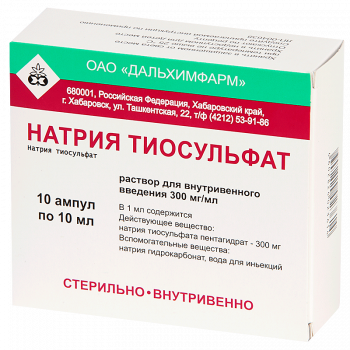 ОАО «ДАЛЬХИМФАРМ»
680001, Российская Федерация, Хабаровский край,
г. Хабаровск, ул. Ташкентская, 22, т/ф (4212) 53-91-86
НАТРИЯ ТИОСУЛЬФАТ
Натрия тиосульфат
раствор для внутривенного
введения 300 мг/мл
10 ампул
по 10 мл
В 1 мл содержится
Действующее вещество:
натрия тиосульфата пентагидрат - 300 мг
Вспомогательные вещества:
натрия гидрокарбонат, вода для инъекций
СТЕРИЛЬНО • ВНУТРИВЕННО